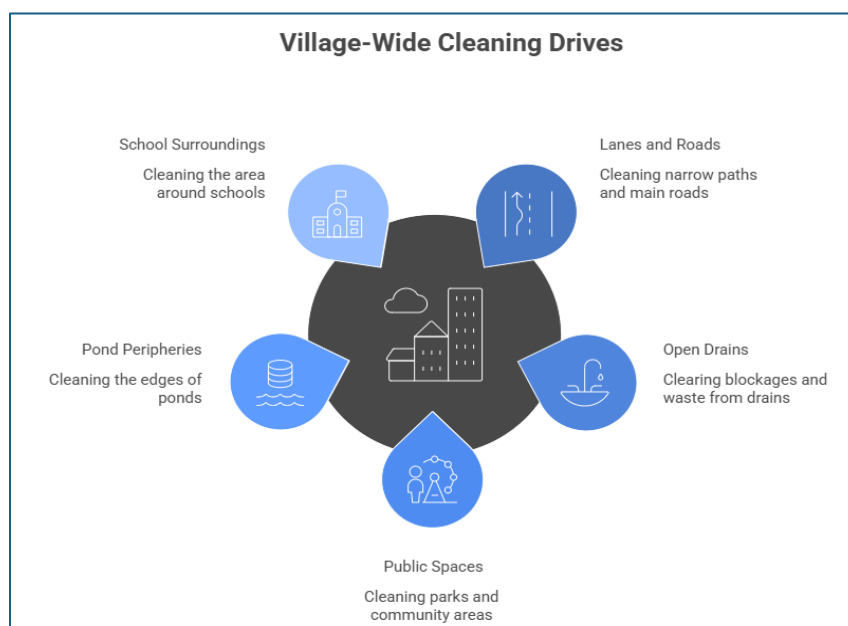 Village-Wide Cleaning Drives
School Surroundings
Cleaning the area
around schools
Lanes and Roads
Cleaning narrow paths
and main roads
Pond Peripheries
Cleaning the edges of
ponds
Open Drains
Clearing blockages and
waste from drains
Public Spaces
Cleaning parks and
community areas